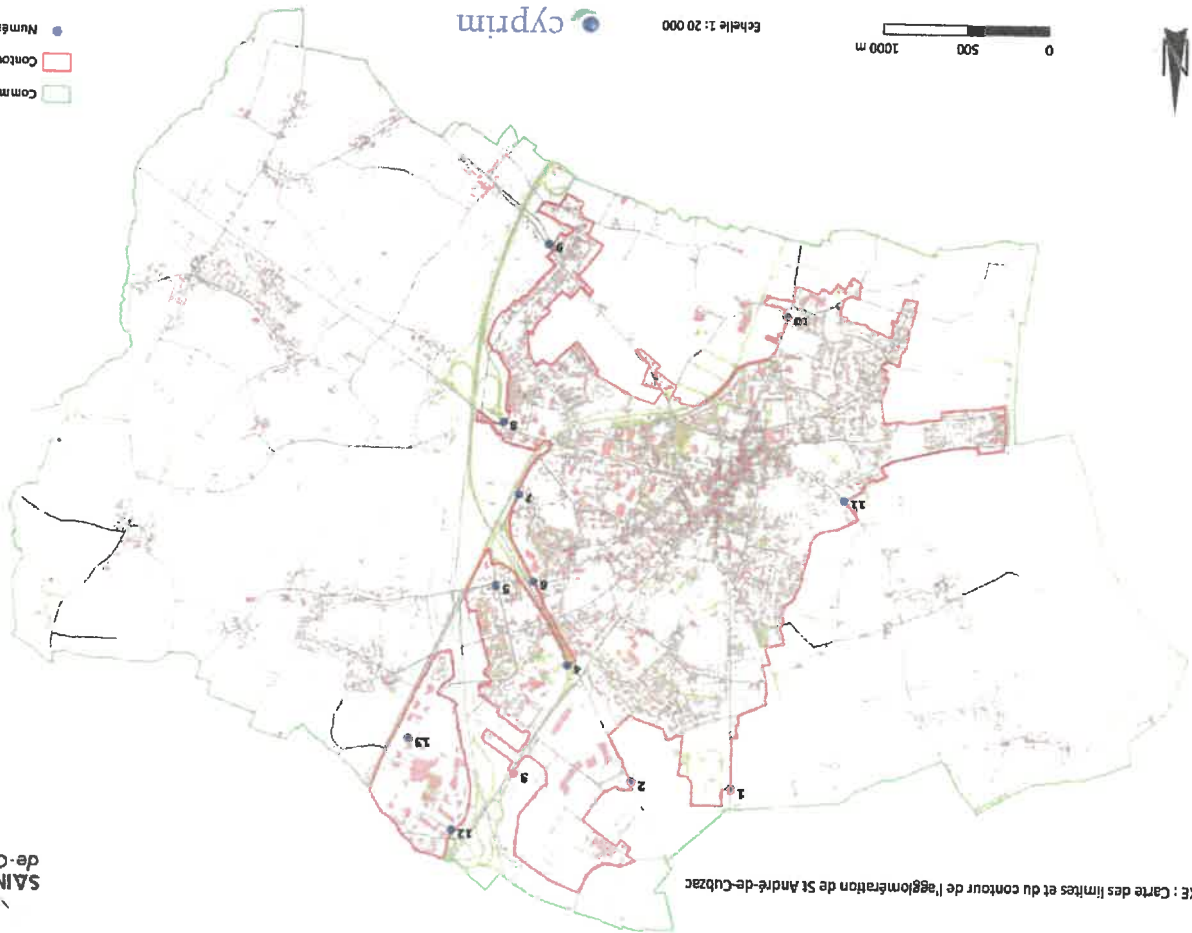 XE : Carte des limites et du contour de l'agglomération de St André-de-Cubzac
SAIN
de-C
12
13
3
2
1
4
5
6
7
11
8
10
9
0 500 1000 m
Echelle 1: 20 000
cyprim
N
Comm
Contou
Numér